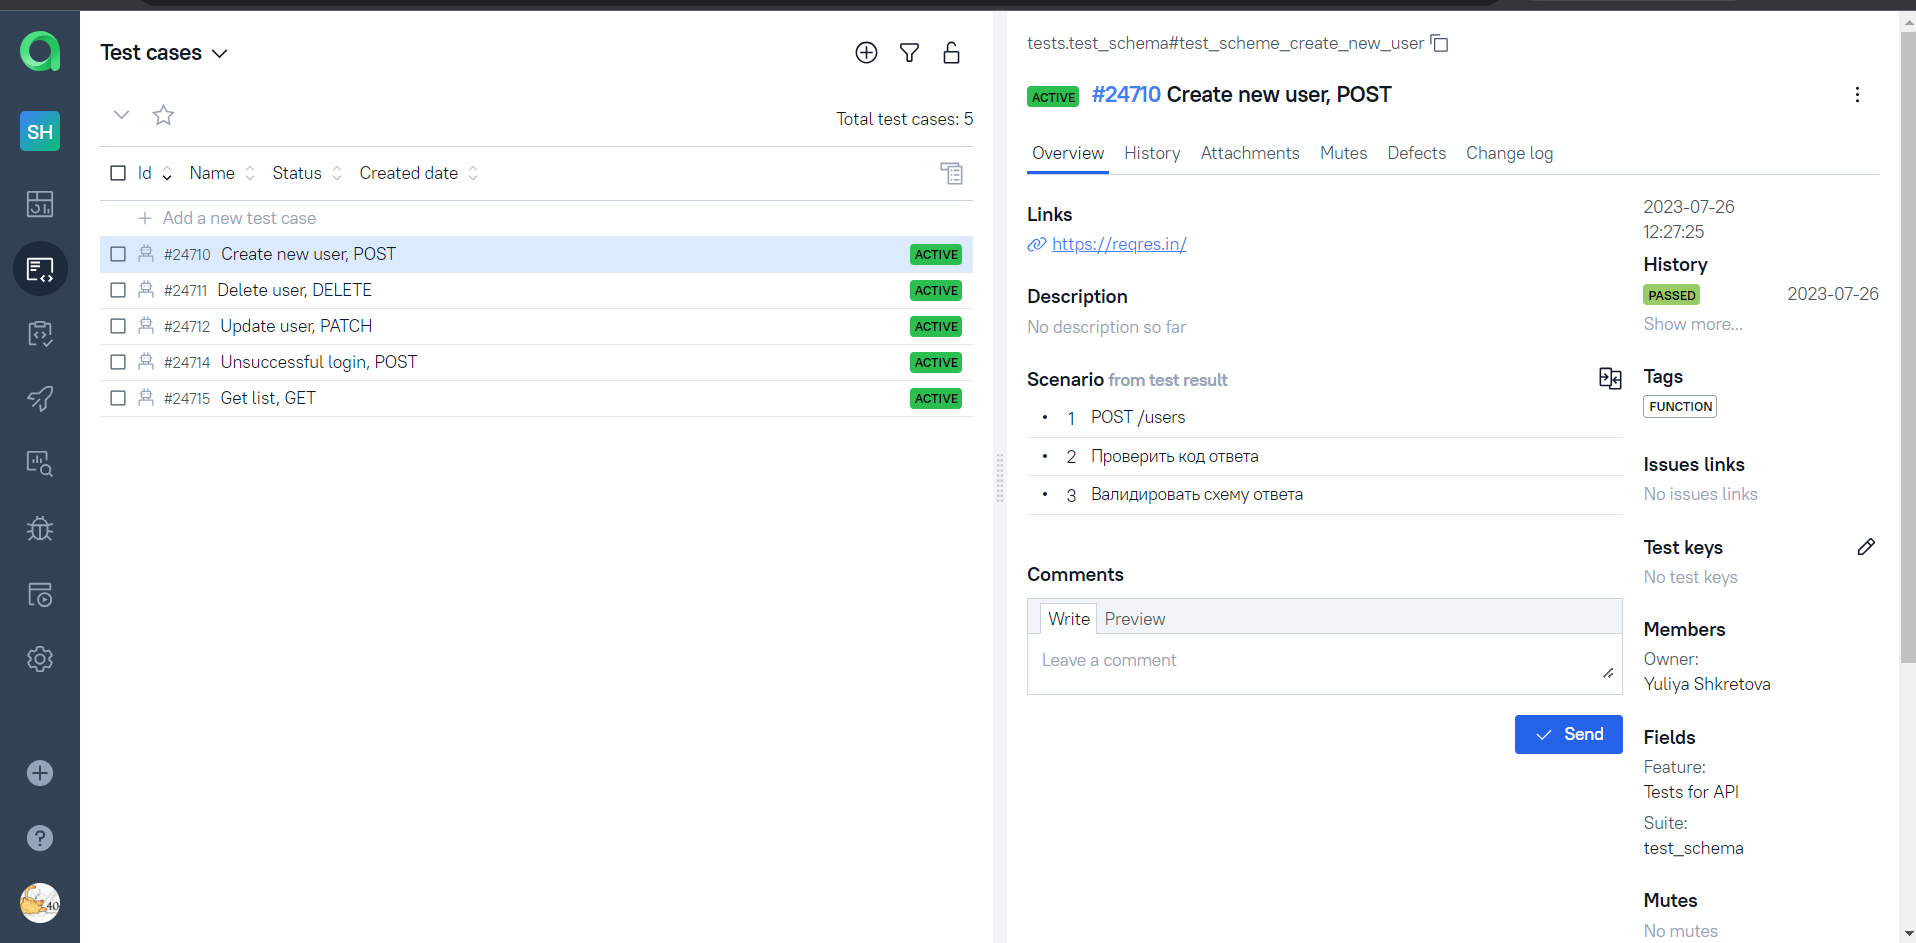 SH
Test cases
Total test cases: 5
Id Name Status Created date
Add a new test case
#24710 Create new user, POST ACTIVE
#24711 Delete user, DELETE ACTIVE
#24712 Update user, PATCH ACTIVE
#24714 Unsuccessful login, POST ACTIVE
#24715 Get list, GET ACTIVE
tests.test_schema#test_scheme_create_new_user
ACTIVE #24710 Create new user, POST
Overview History Attachments Mutes Defects Change log
Links
https://reqres.in/
Description
No description so far
Scenario from test result
• 1 POST /users
• 2 Проверить код ответа
• 3 Валидировать схему ответа
Comments
Write Preview
Leave a comment
Send
2023-07-26
12:27:25
History
PASSED 2023-07-26
Show more...
Tags
FUNCTION
Issues links
No issues links
Test keys
No test keys
Members
Owner:
Yuliya Shkretova
Fields
Feature:
Tests for API
Suite:
test_schema
Mutes
No mutes
40